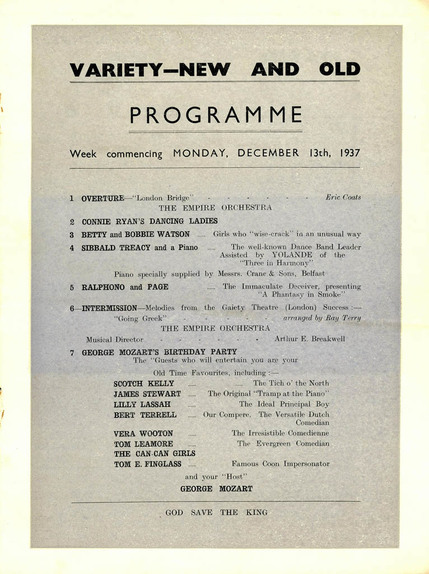 VARIETY—NEW AND OLD
PROGRAMME
Week commencing MONDAY, DECEMBER 13th, 1937
1 OVERTURE—"London Bridge" - - - - - Eric Coats
THE EMPIRE ORCHESTRA
2 CONNIE RYAN'S DANCING LADIES
3 BETTY and BOBBIE WATSON ... Girls who "wise-crack" in an unusual way
4 SIBBALD TREACY and a Piano ... The well-known Dance Band Leader
Assisted by YOLANDE of the
"Three in Harmony"
Piano specially supplied by Messrs. Crane & Sons, Belfast
5 RALPHONO and PAGE ... The Immaculate Deceiver, presenting
"A Phantasy in Smoke"
6—INTERMISSION—Melodies from the Gaiety Theatre (London) Success :—
"Going Greek" arranged by Ray Terry
THE EMPIRE ORCHESTRA
Musical Director - Arthur E. Breakwell
7 GEORGE MOZART'S BIRTHDAY PARTY
The "Guests who will entertain you are your
Old Time Favourites, including :—
SCOTCH KELLY ... ... The Tich o' the North
JAMES STEWART ... The Original "Tramp at the Piano"
LILLY LASSAH ... The Ideal Principal Boy
BERT TERRELL ... Our Compere. The Versatile Dutch
Comedian
VERA WOOTON ... The Irresistible Comedienne
TOM LEAMORE ... The Evergreen Comedian
THE CAN-CAN GIRLS
TOM E. FINGLASS ... Famous Coon Impersonator
and your "Host"
GEORGE MOZART
GOD SAVE THE KING